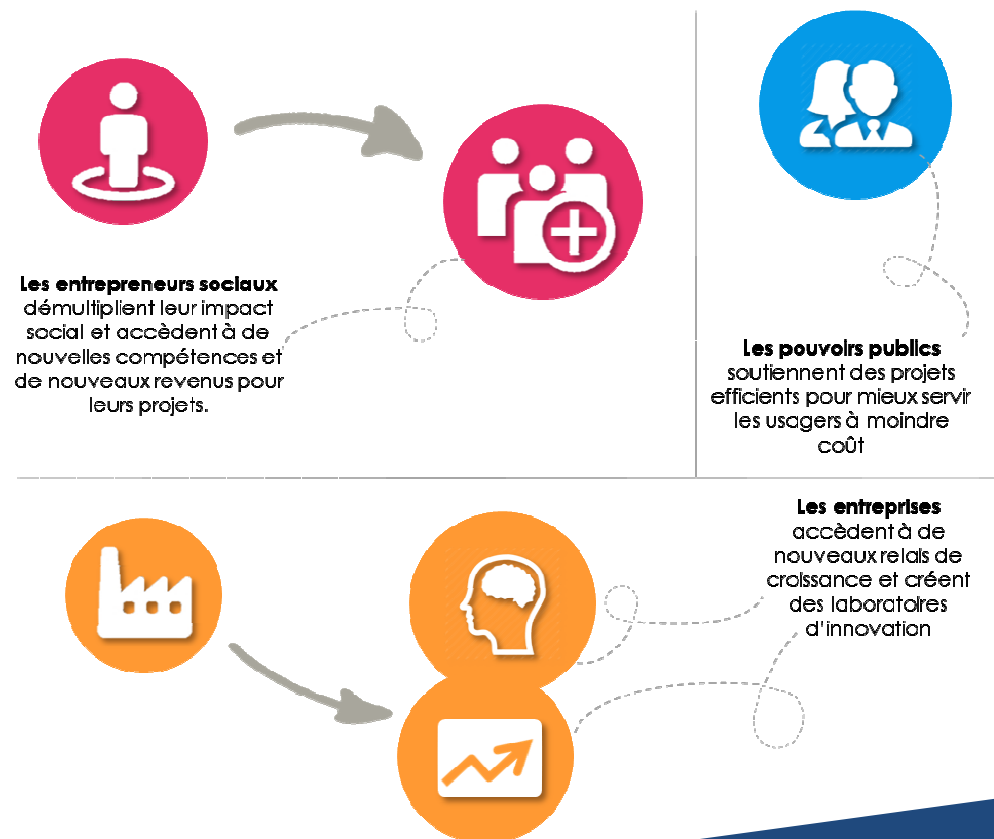 Les entrepreneurs sociaux
démultiplient leur impact
social et accèdent à de
nouvelles compétences et
de nouveaux revenus pour
leurs projets.
Les pouvoirs publics
soutiennent des projets
efficients pour mieux servir
les usagers à moindre
coût
Les entreprises
accèdent à de
nouveaux relais de
croissance et créent
des laboratoires
d'innovation